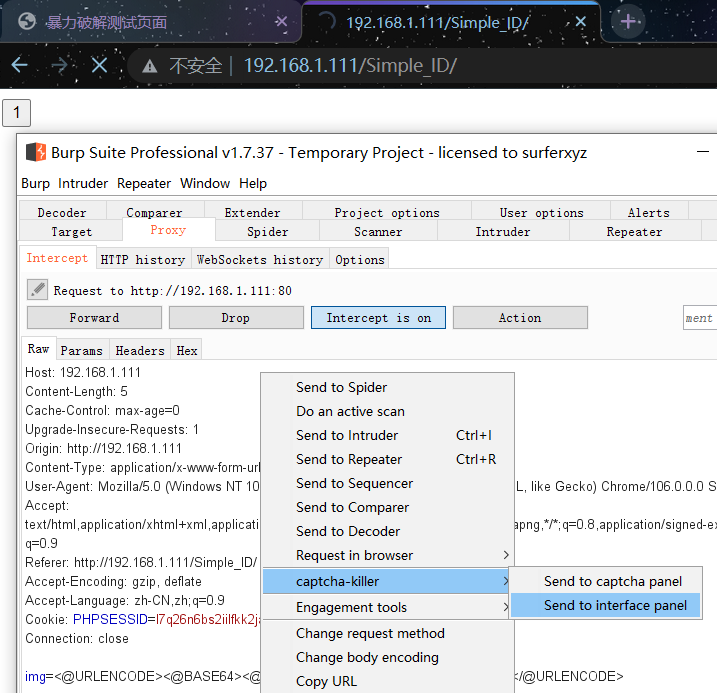 暴力破解测试页面
192.168.1.111/Simple_ID/
不安全 | 192.168.1.111/Simple_ID/
1
Burp Suite Professional v1.7.37 - Temporary Project - licensed to surferxyz
Burp Intruder Repeater Window Help
Decoder Comparer Extender Project options User options Alerts
Target Proxy Spider Scanner Intruder Repeater
Intercept HTTP history WebSockets history Options
Request to http://192.168.1.111:80
Forward Drop Intercept is on Action ment
Raw Params Headers Hex
Host: 192.168.1.111
Content-Length: 5
Cache-Control: max-age=0
Upgrade-Insecure-Requests: 1
Origin: http://192.168.1.111
Content-Type: application/x-www-form-url
User-Agent: Mozilla/5.0 (Windows NT 10 L, like Gecko) Chrome/106.0.0.0 S
Accept:
text/html,application/xhtml+xml,applicati apng,*/*;q=0.8,application/signed-ex
q=0.9
Referer: http://192.168.1.111/Simple_ID/
Accept-Encoding: gzip, deflate
Accept-Language: zh-CN,zh;q=0.9
Cookie: PHPSESSID=l7q26n6bs2iilfkk2j
Connection: close
img=<@URLENCODE><@BASE64><@ </@URLENCODE>
Send to Spider
Do an active scan
Send to Intruder Ctrl+I
Send to Repeater Ctrl+R
Send to Sequencer
Send to Comparer
Send to Decoder
Request in browser
captcha-killer
Engagement tools
Change request method
Change body encoding
Copy URL
Send to captcha panel
Send to interface panel